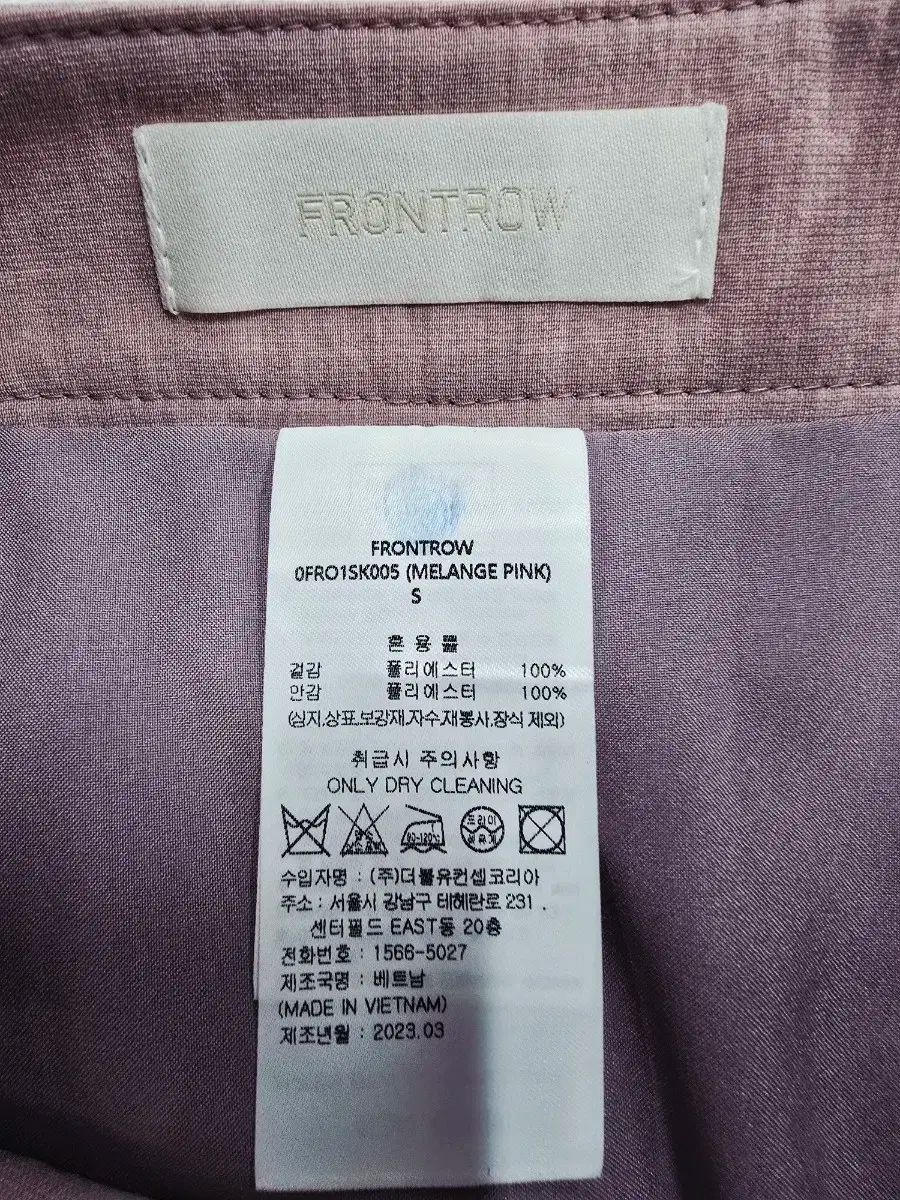 FRONTROW
FRONTROW
0FRO1SK005 (MELANGE PINK)
S
혼 용 률
겉감 폴리에스터 100%
안감 폴리에스터 100%
(심지,상표,보강재,자수,재봉사,장식 제외)
취급시 주의사항
ONLY DRY CLEANING
80~120℃
드라이
수입자명 : (주)더블유컨셉코리아
주소 : 서울시 강남구 테헤란로 231 .
센터필드 EAST동 20층
전화번호 : 1566-5027
제조국명 : 베트남
(MADE IN VIETNAM)
제조년월 : 2023.03